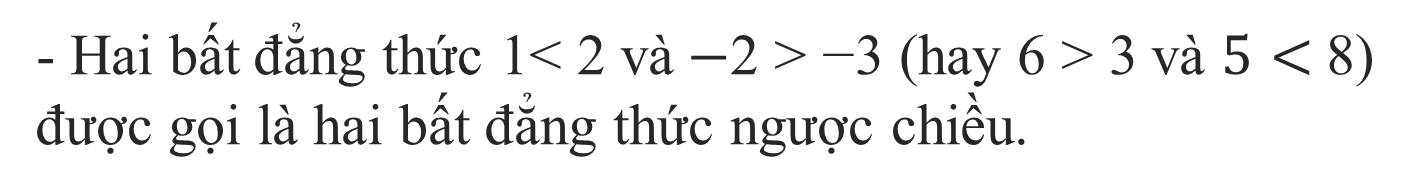 - Hai bất đẳng thức 1< 2 và −2 > −3 (hay 6 > 3 và 5 < 8)
được gọi là hai bất đẳng thức ngược chiều.